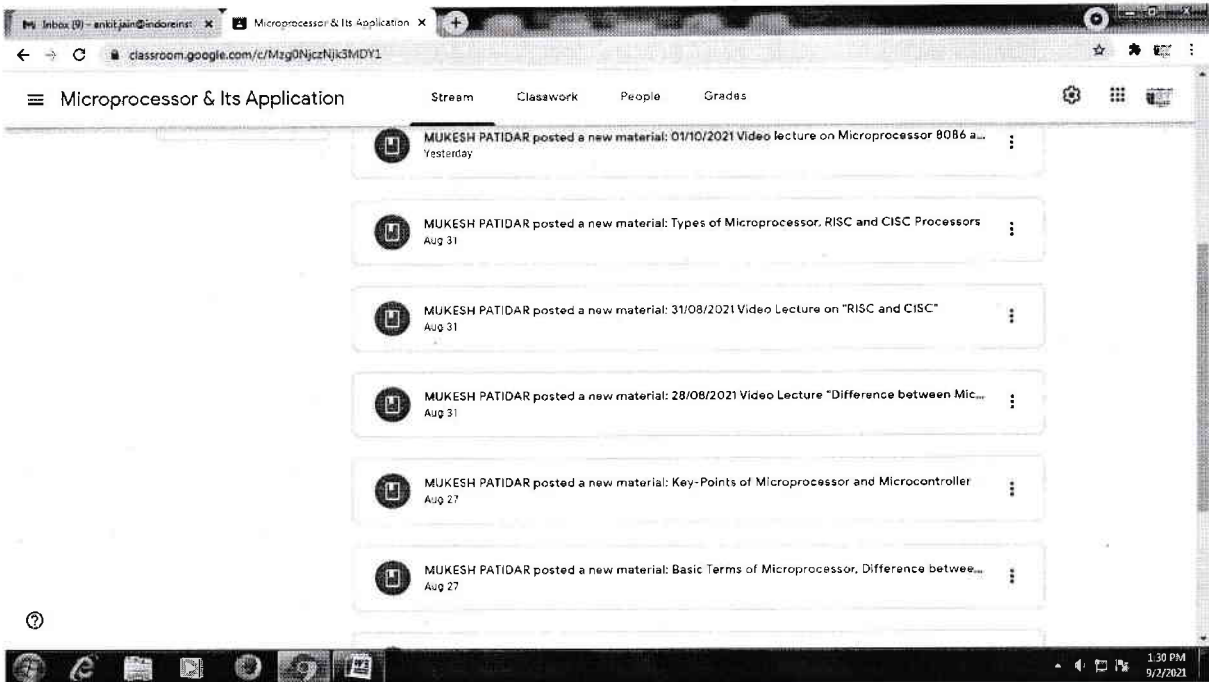 Inbox (9) - ankit.jain@indoreinst
Microprocessor & Its Application
classroom.google.com/c/Mzg0NjczNjk3MDY1
Microprocessor & Its Application
Stream
Classwork
People
Grades
MUKESH PATIDAR posted a new material: 01/10/2021 Video lecture on Microprocessor 8086 a...
Yesterday
MUKESH PATIDAR posted a new material: Types of Microprocessor, RISC and CISC Processors
Aug 31
MUKESH PATIDAR posted a new material: 31/08/2021 Video Lecture on "RISC and CISC"
Aug 31
MUKESH PATIDAR posted a new material: 28/08/2021 Video Lecture "Difference between Mic...
Aug 31
MUKESH PATIDAR posted a new material: Key-Points of Microprocessor and Microcontroller
Aug 27
MUKESH PATIDAR posted a new material: Basic Terms of Microprocessor, Difference betwee...
Aug 27
1:30 PM
9/2/2021